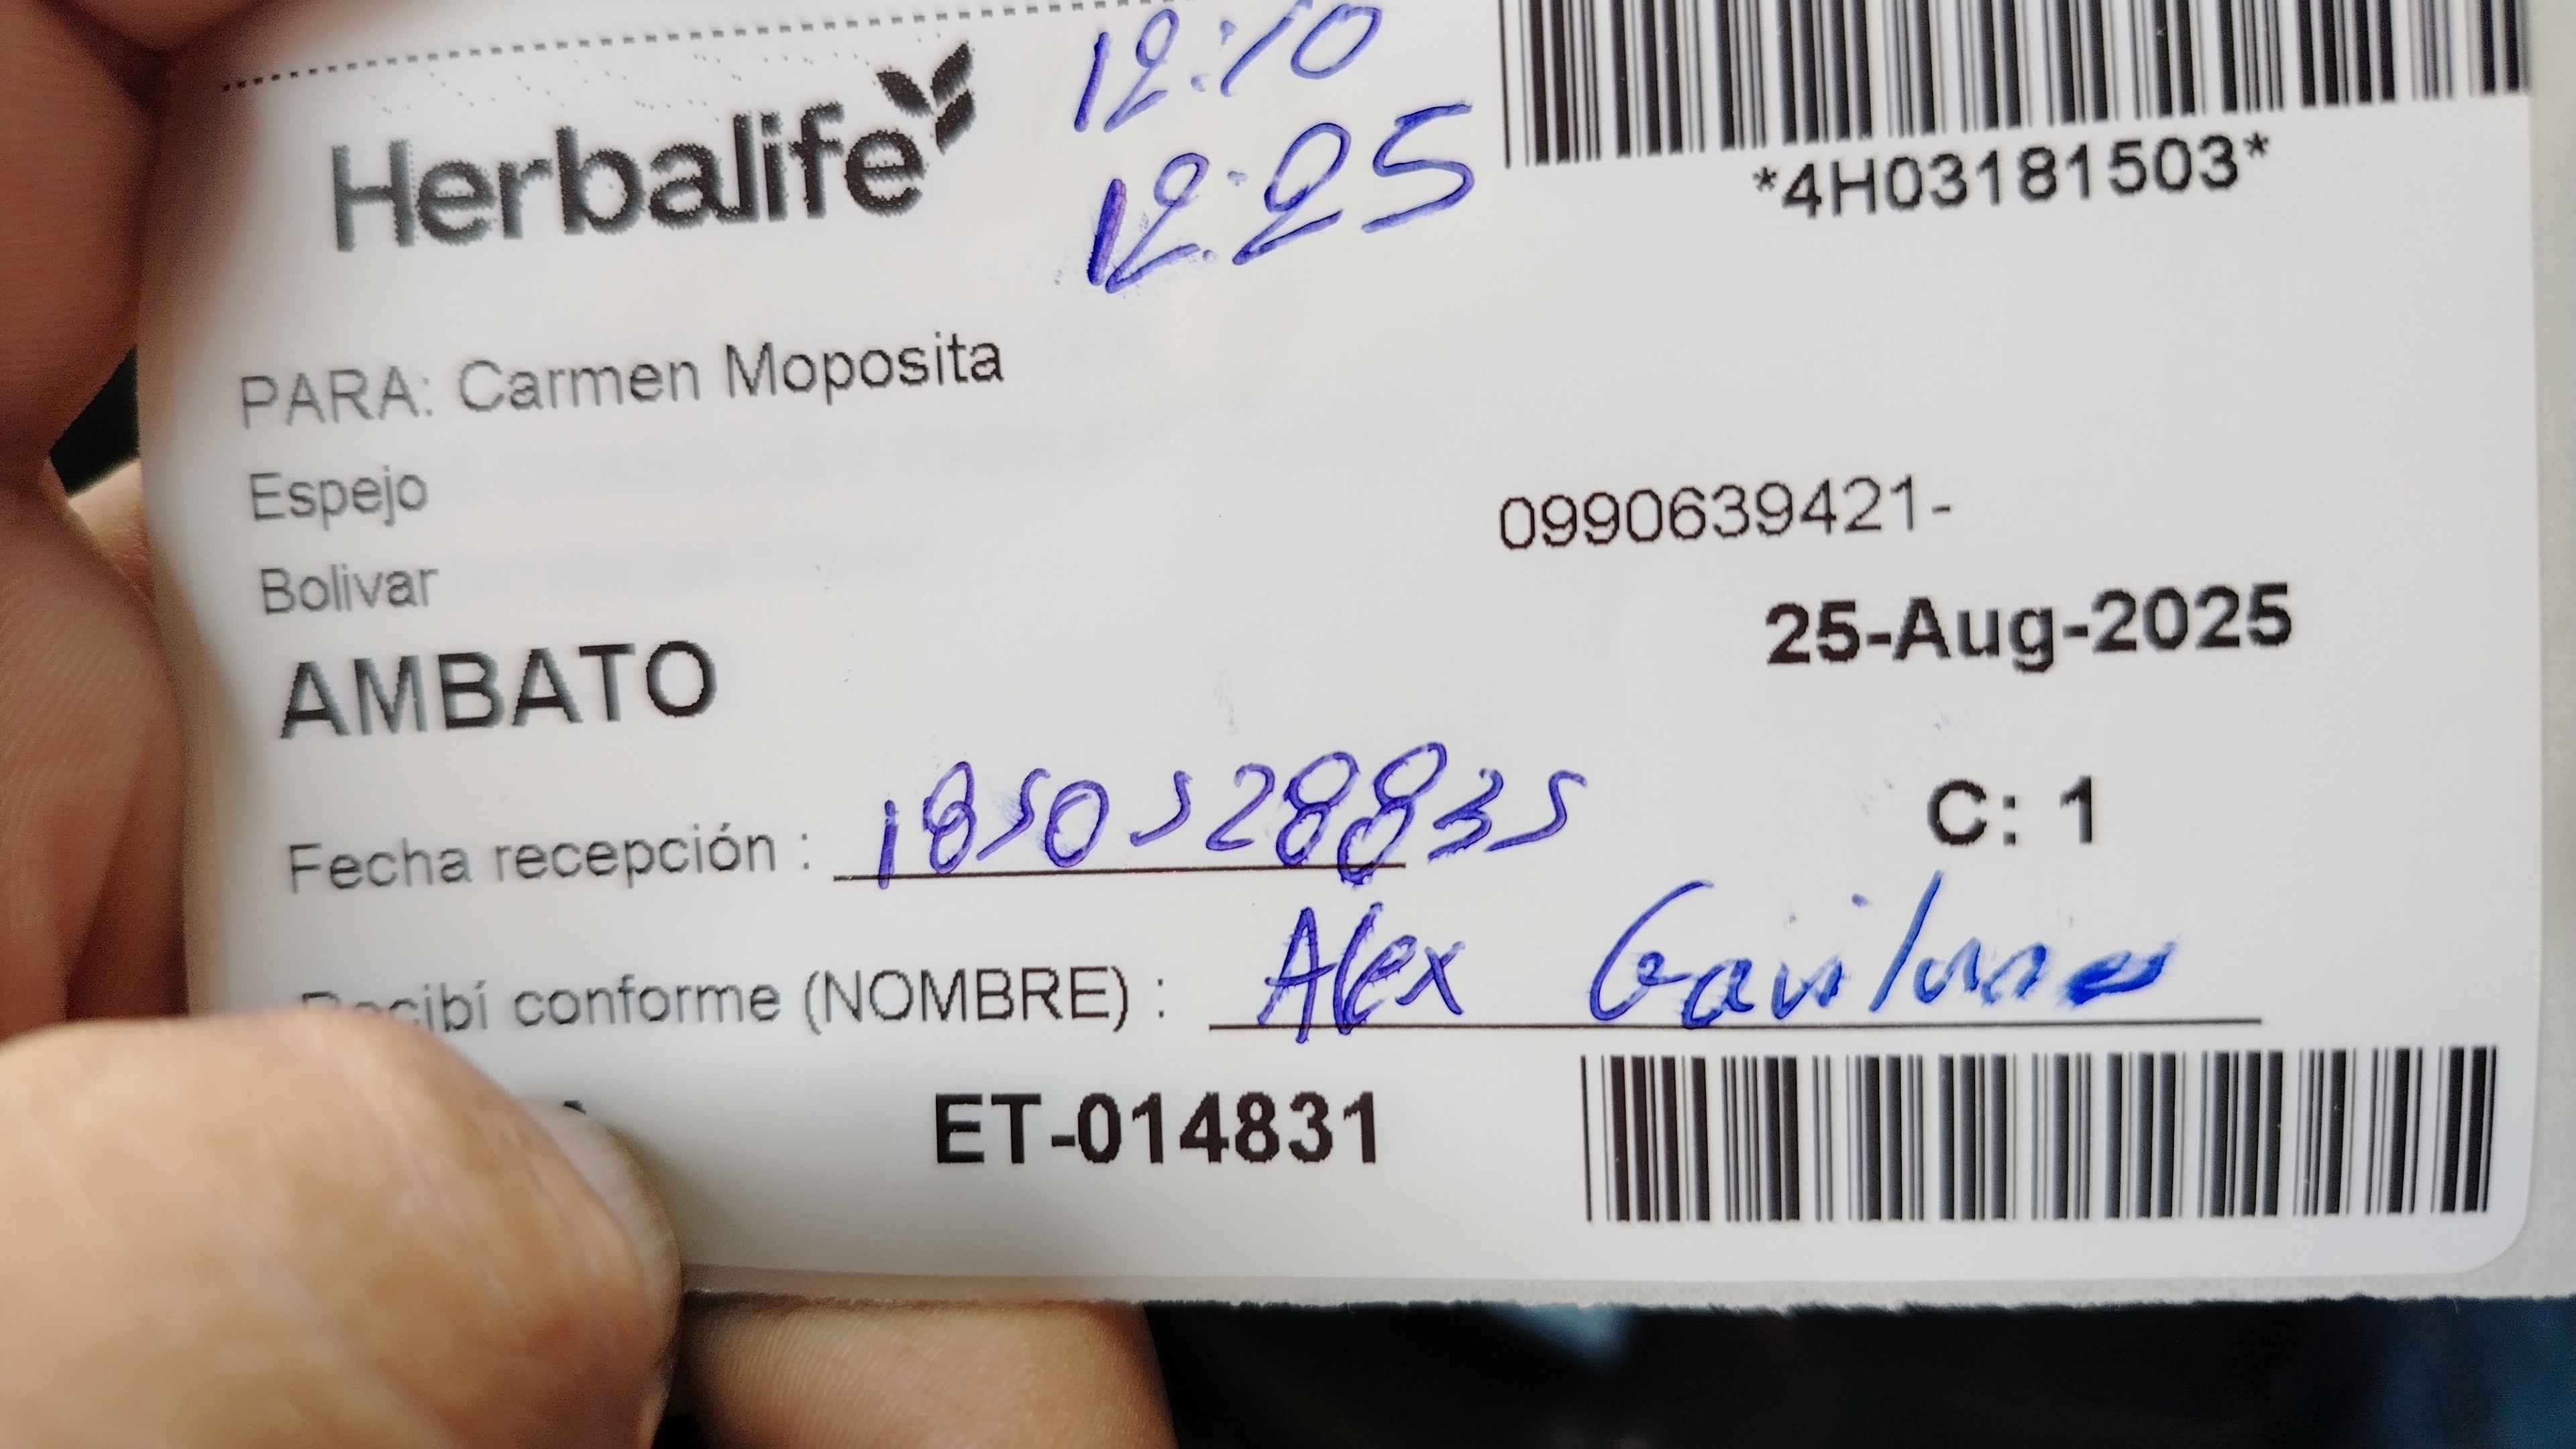 Herbalife
12:10
12:25
*4H03181503*
PARA: Carmen Moposita
Espejo
0990639421-
Bolivar
25-Aug-2025
AMBATO
C: 1
Fecha recepción : 1850528835
conforme (NOMBRE) : Alex
ET-014831